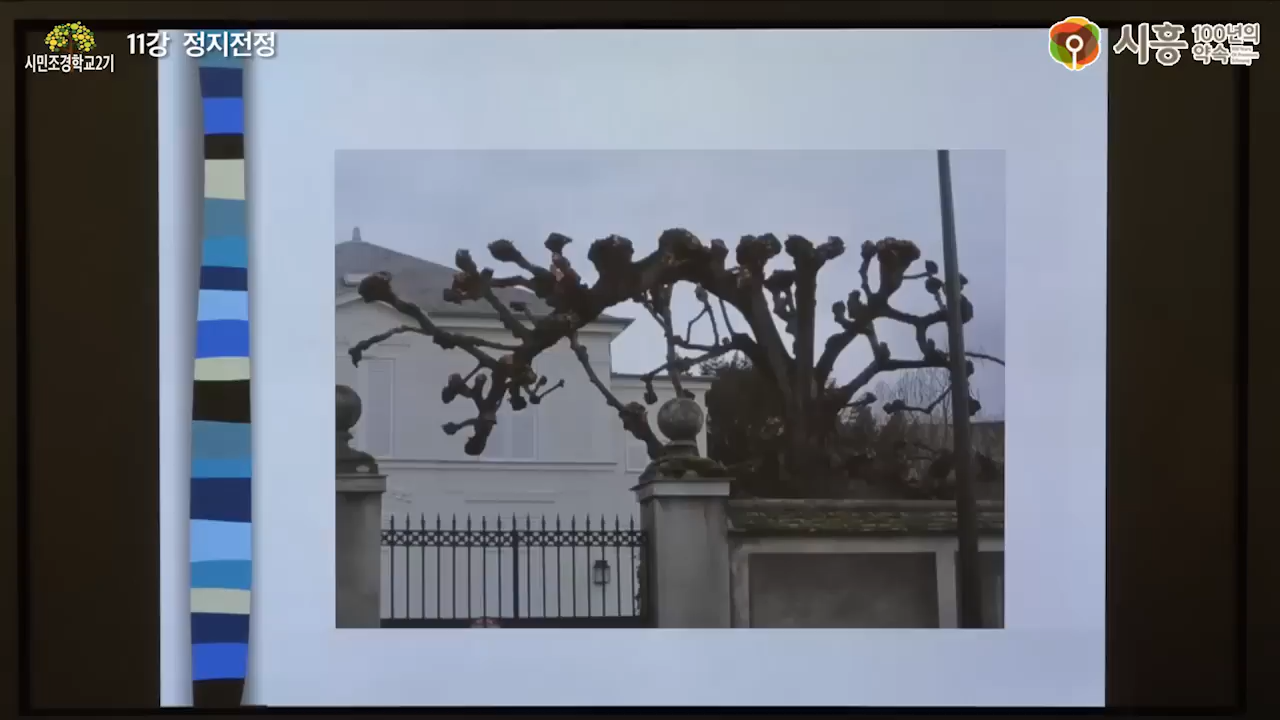 시민조경학교2기
11강 정지전정
시흥
100년의
약속